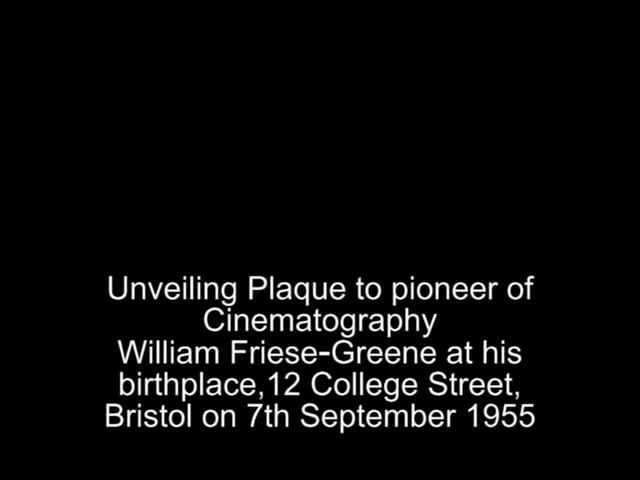 Unveiling Plaque to pioneer of
Cinematography
William Friese-Greene at his
birthplace,12 College Street,
Bristol on 7th September 1955